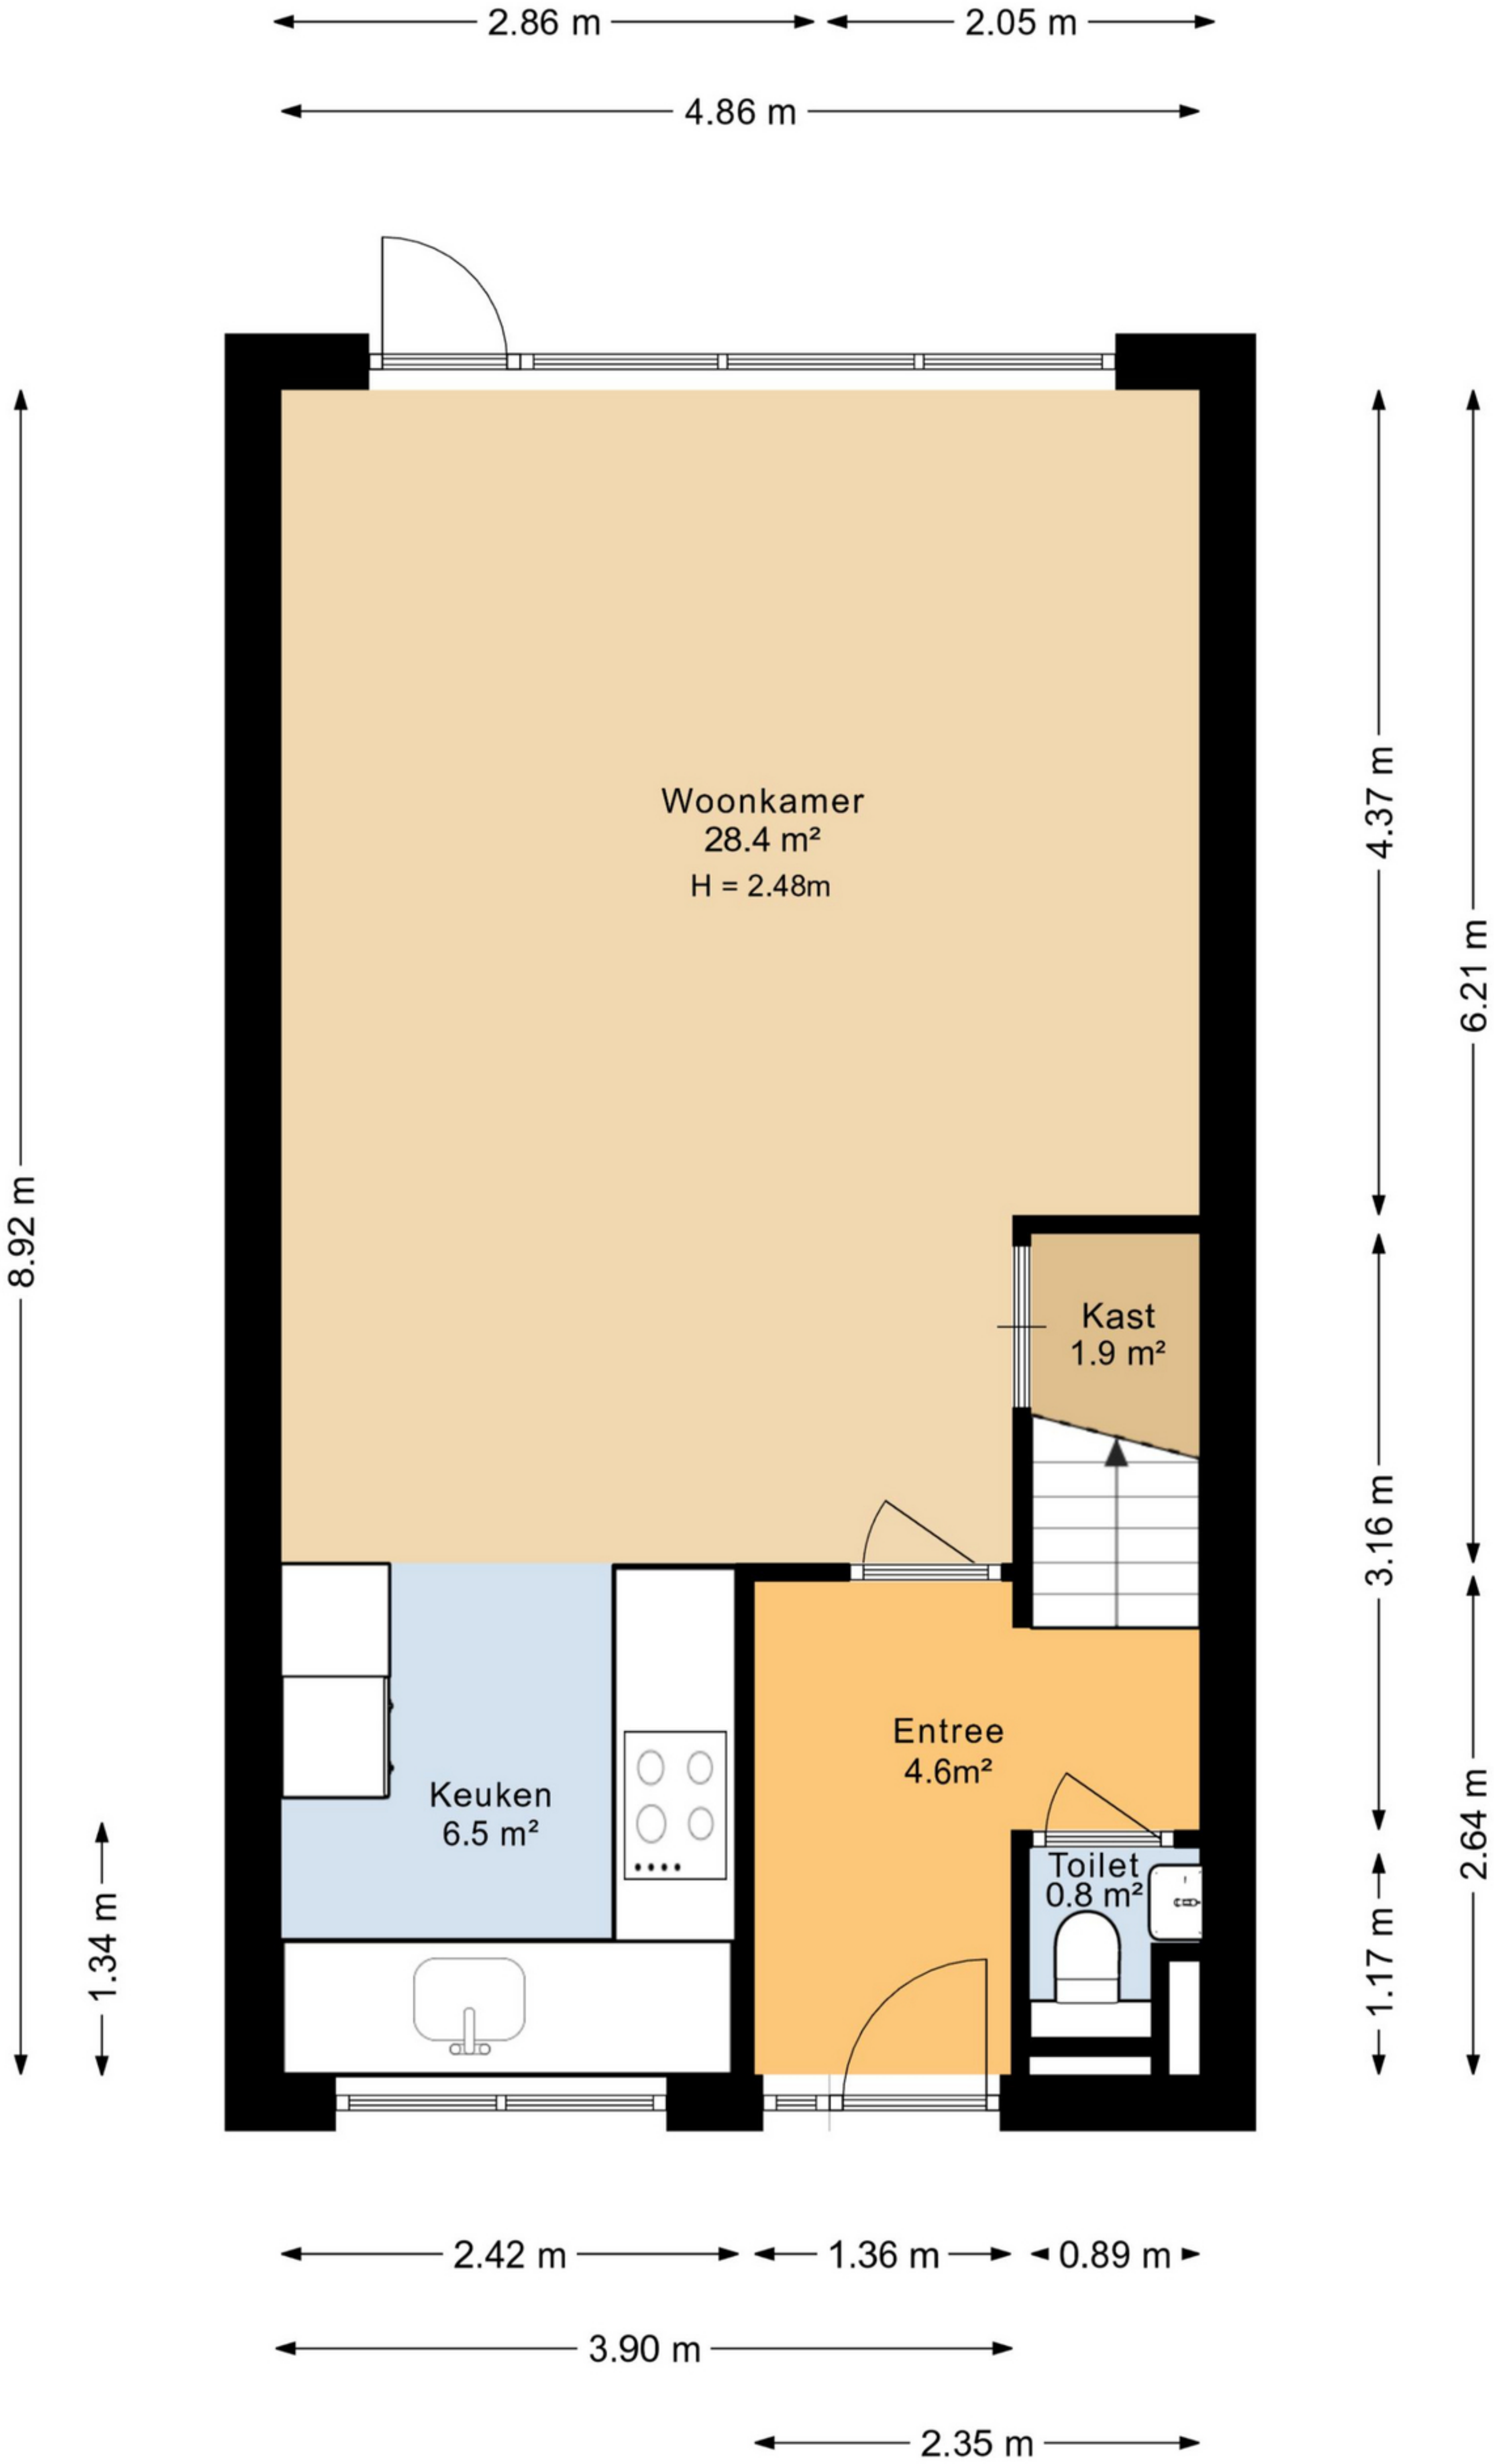 2.86 m
2.05 m
4.86 m
Woonkamer
28.4 m²
H = 2.48m
4.37 m
6.21 m
8.92 m
Kast
1.9 m²
3.16 m
Entree
4.6m²
Keuken
6.5 m²
2.64 m
Toilet
0.8 m²
1.34 m
1.17 m
2.42 m
1.36 m
0.89 m
3.90 m
2.35 m